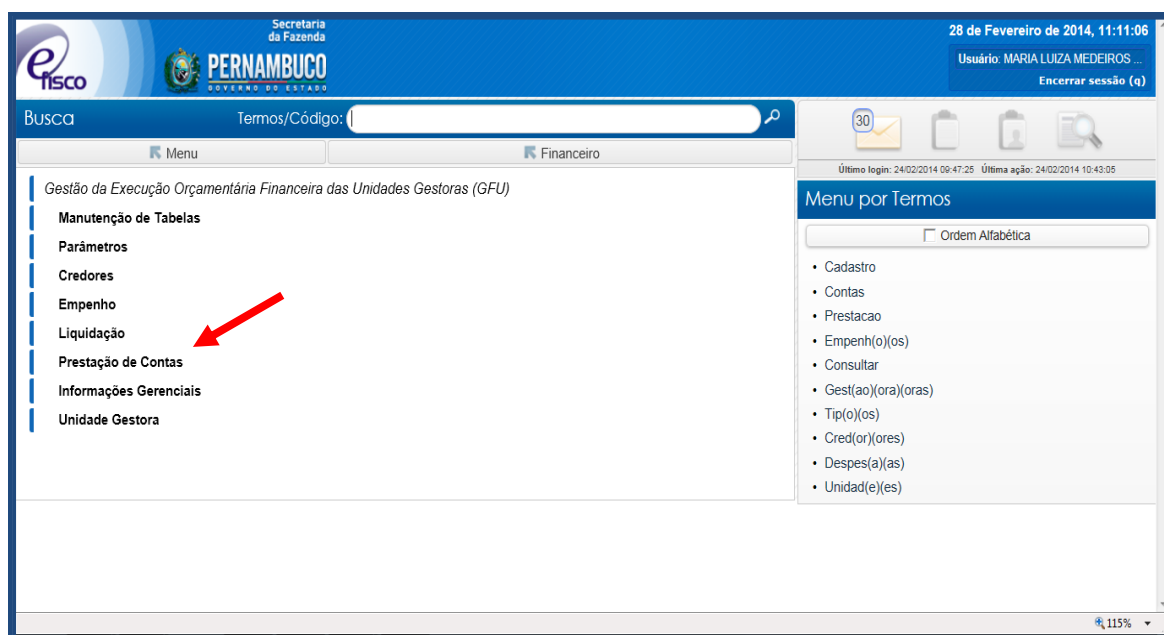 Secretaria
da Fazenda
efisco
PERNAMBUCO
GOVERNO DO ESTADO
28 de Fevereiro de 2014, 11:11:06
Usuário: MARIA LUIZA MEDEIROS ...
Encerrar sessão (q)
Busca
Termos/Código:
30
Menu
Financeiro
Último login: 24/02/2014 09:47:25 Última ação: 24/02/2014 10:43:05
Gestão da Execução Orçamentária Financeira das Unidades Gestoras (GFU)
Manutenção de Tabelas
Parâmetros
Credores
Empenho
Liquidação
Prestação de Contas
Informações Gerenciais
Unidade Gestora
Menu por Termos
Ordem Alfabética
• Cadastro
• Contas
• Prestacao
• Empenh(o)(os)
• Consultar
• Gest(ao)(ora)(oras)
• Tip(o)(os)
• Cred(or)(ores)
• Despes(a)(as)
• Unidad(e)(es)
115%